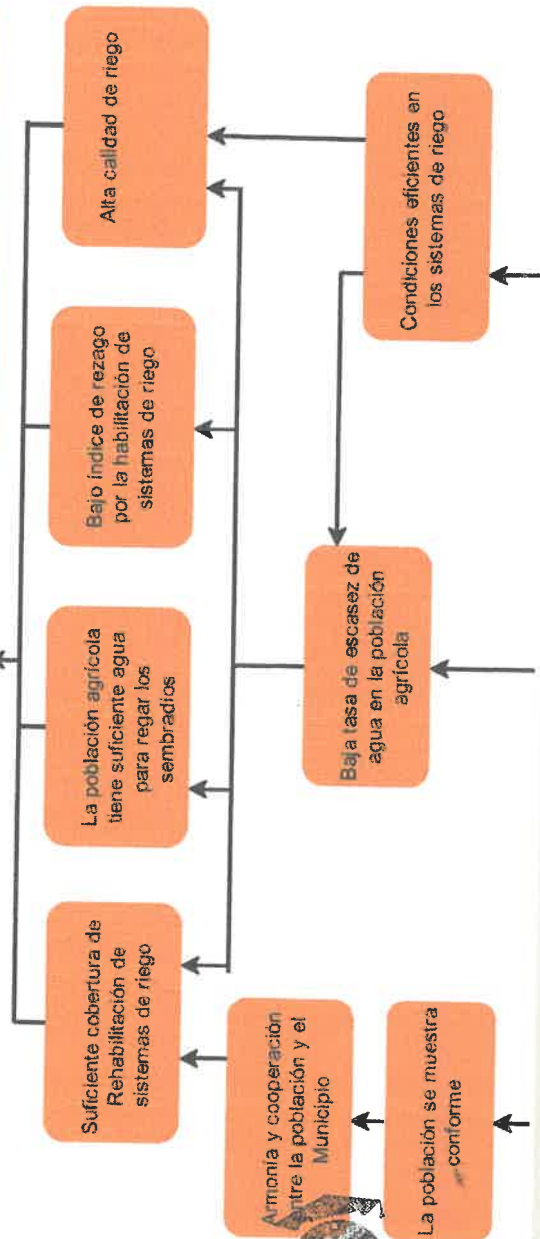 Suficiente cobertura de
Rehabilitación de
sistemas de riego
La población agrícola
tiene suficiente agua
para regar los
sembradios
Bajo índice de rezago
por la habilitación de
sistemas de riego
Alta calidad de riego
Armonía y cooperación
entre la población y el
Municipio
Baja tasa de escasez de
agua en la población
agrícola
Condiciones eficientes en
los sistemas de riego
La población se muestra
conforme